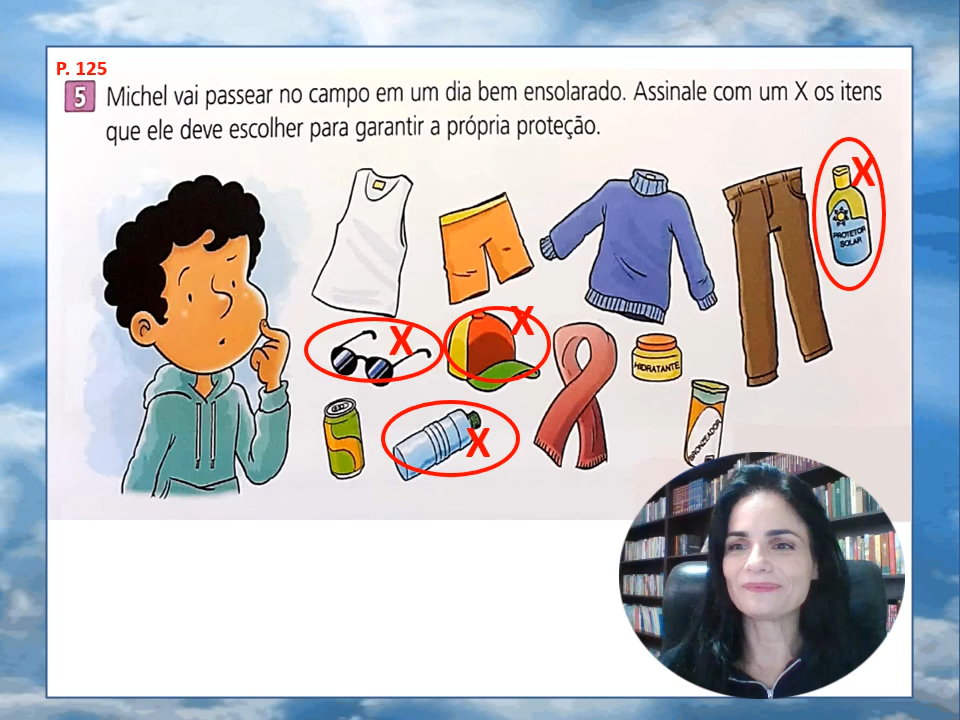 P. 125
5 Michel vai passear no campo em um dia bem ensolarado. Assinale com um X os itens
que ele deve escolher para garantir a própria proteção.
X
PROTETOR
SOLAR
X
X
HIDRATANTE
X
BRONZEADOR